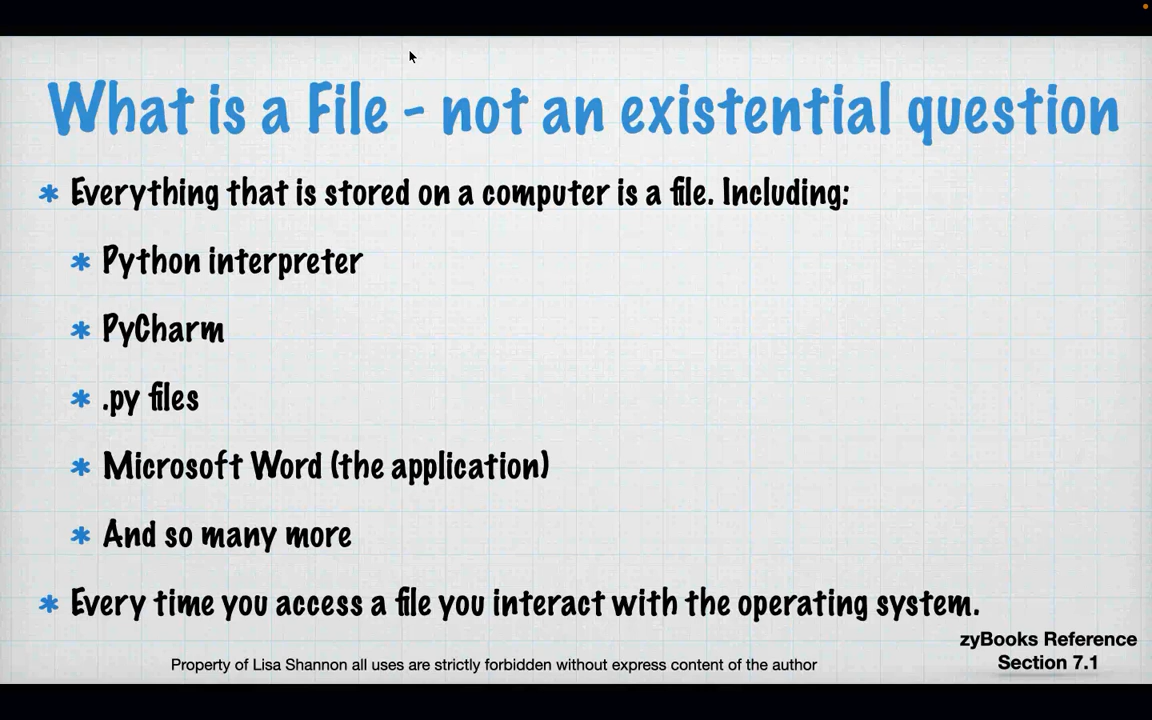 What is a File - not an existential question
* Everything that is stored on a computer is a file. Including:
* Python interpreter
* PyCharm
* .py files
* Microsoft Word (the application)
* And so many more
* Every time you access a file you interact with the operating system.
zyBooks Reference
Section 7.1
Property of Lisa Shannon all uses are strictly forbidden without express content of the author